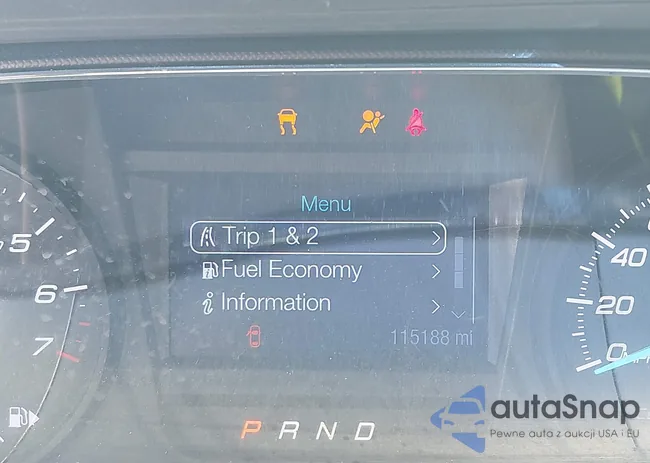 Menu
Trip 1 & 2
Fuel Economy
Information
115188 mi
5
6
7
40
20
0
P R N D
autaSnap
Pewne auta z aukcji USA i EU